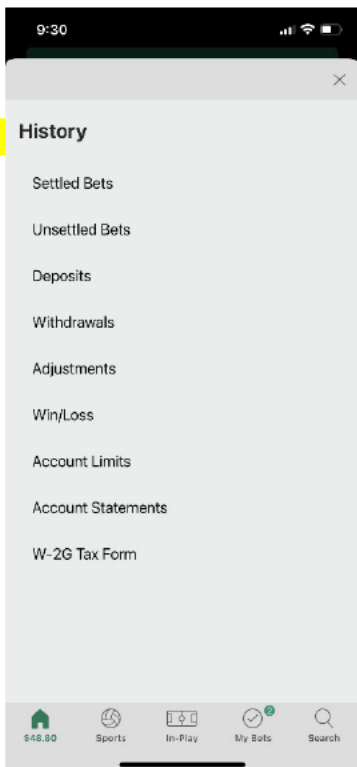 9:30
History
Settled Bets
Unsettled Bets
Deposits
Withdrawals
Adjustments
Win/Loss
Account Limits
Account Statements
W-2G Tax Form
2
$48.80 Sports In-Play My Bets Search